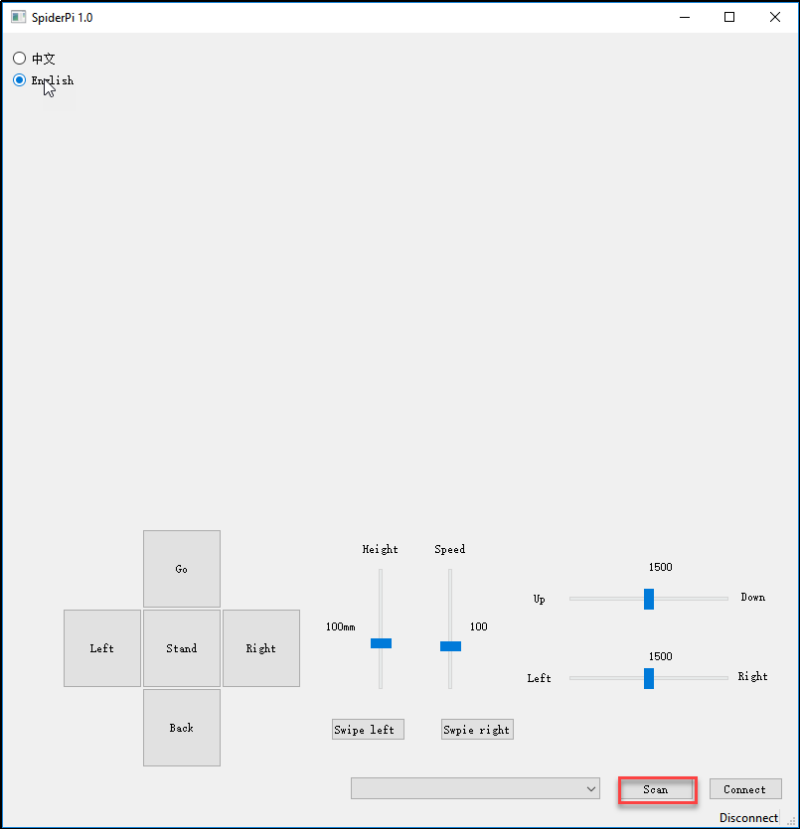 SpiderPi 1.0
中文
English
Go
Left
Stand
Right
Back
Height
Speed
100mm
100
1500
Up
Down
1500
Left
Right
Swipe left
Swpie right
Scan
Connect
Disconnect